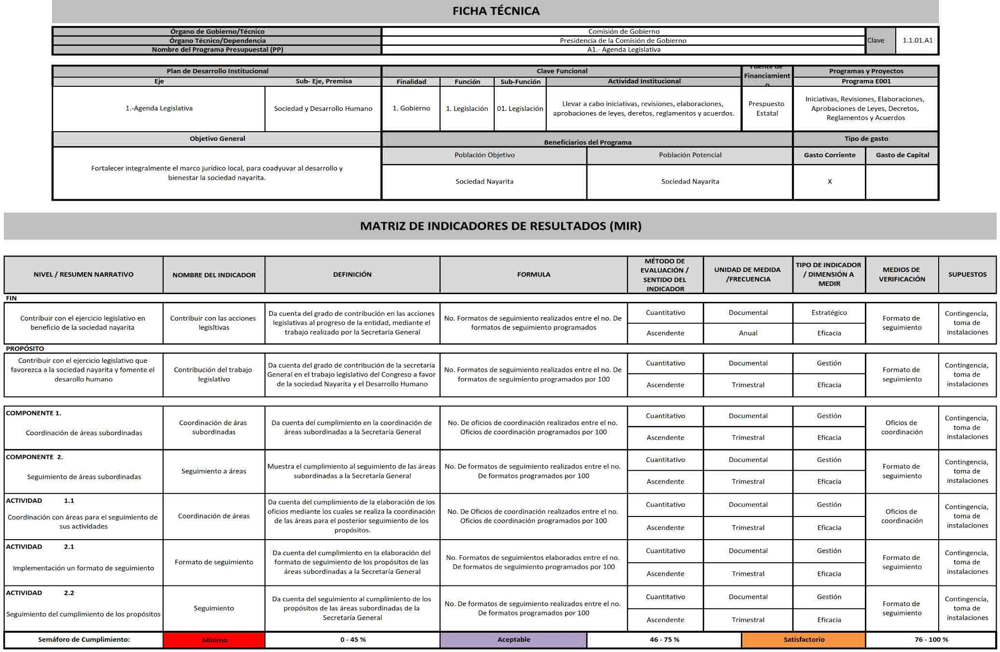 FICHA TÉCNICA
Órgano de Gobierno/Técnico
Comisión de Gobierno
Órgano Técnico/Dependencia
Presidencia de la Comisión de Gobierno
Clave
1.1.01.A1
Nombre del Programa Presupuestal (PP)
A1.- Agenda Legislativa
Plan de Desarrollo Institucional
Clave Funcional
Fuente de
Financiamient
o
Programas y Proyectos
Eje
Sub- Eje, Premisa
Finalidad
Función
Sub-Función
Actividad Institucional
Programa E001
1.-Agenda Legislativa
Sociedad y Desarrollo Humano
1. Gobierno
1. Legislación
01. Legislación
Llevar a cabo iniciativas, revisiones, elaboraciones,
aprobaciones de leyes, deretos, reglamentos y acuerdos.
Prespuesto
Estatal
Iniciativas, Revisiones, Elaboraciones,
Aprobaciones de Leyes, Decretos,
Reglamentos y Acuerdos
Objetivo General
Beneficiarios del Programa
Tipo de gasto
Población Objetivo
Población Potencial
Gasto Corriente
Gasto de Capital
Fortalecer integralmente el marco jurídico local, para coadyuvar al desarrollo y
bienestar la sociedad nayarita.
Sociedad Nayarita
Sociedad Nayarita
X
MATRIZ DE INDICADORES DE RESULTADOS (MIR)
NIVEL / RESUMEN NARRATIVO
NOMBRE DEL INDICADOR
DEFINICIÓN
FORMULA
MÉTODO DE
EVALUACIÓN /
SENTIDO DEL
INDICADOR
UNIDAD DE MEDIDA
/FRECUENCIA
TIPO DE INDICADOR
/ DIMENSIÓN A
MEDIR
MEDIOS DE
VERIFICACIÓN
SUPUESTOS
FIN
Contribuir con el ejercicio legislativo en
beneficio de la sociedad nayarita
Contribuir con las acciones
legisltivas
Da cuenta del grado de contribución en las acciones
legislativas al progreso de la entidad, mediante el
trabajo realizado por la Secretaría General
No. Formatos de seguimiento realizados entre el no. De
formatos de seguimiento programados
Cuantitativo
Documental
Estratégico
Ascendente
Anual
Eficacia
Formato de
seguimiento
Contingencia,
toma de
instalaciones
PROPÓSITO
Contribuir con el ejercicio legislativo que
favorezca a la sociedad nayarita y fomente el
desarollo humano
Contribución del trabajo
legislativo
Da cuenta del grado de contribución de la secretaría
General en el trabajo legislativo del Congreso a favor
de la sociedad Nayarita y el Desarrollo Humano
No. Formatos de seguimiento realizados entre el no. De
formatos de seguimiento programados por 100
Cuantitativo
Documental
Gestión
Ascendente
Trimestral
Eficacia
Formato de
seguimiento
Contingencia,
toma de
instalaciones
COMPONENTE 1.
Coordinación de áreas subordinadas
Coordinación de áras
subordinadas
Da cuenta del cumplimiento en la coordinación de
áreas subordinadas a la Secretaría General
No. De oficios de coordinación realizados entre el no.
Oficios de coordinación programados por 100
Cuantitativo
Documental
Gestión
Ascendente
Trimestral
Eficacia
Oficios de
coordinación
Contingencia,
toma de
instalaciones
COMPONENTE 2.
Seguimiento de áreas subordinadas
Seguimiento a áreas
Muestra el cumplimiento al seguimiento de las áreas
subordinadas a la Secretaría General
No. De formatos de seguimiento realizados entre el no.
De formatos programados por 100
Cuantitativo
Documental
Gestión
Ascendente
Trimestral
Eficacia
Formato de
seguimiento
Contingencia,
toma de
instalaciones
ACTIVIDAD 1.1
Coordinación con áreas para el seguimiento de
sus actividades
Coordinación de áreas
Da cuenta del cumplimiento de la elaboración de los
oficios mediante los cuales se realiza la coordinación
de las áreas para el posterior seguimiento de los
propósitos.
No. De Oficios de coordinación realizados entre el no.
Oficios de coordinación programados por 100
Cuantitativo
Documental
Gestión
Ascendente
Trimestral
Eficacia
Oficios de
coordinación
Contingencia,
toma de
instalaciones
ACTIVIDAD 2.1
Implementación un formato de seguimiento
Formato de seguimiento
Da cuenta del cumplimiento en la elaboración del
formato de seguimiento de los propósitos de las
áreas subordinadas a la Secretaría General
No. Formatos de seguimientos elaborados entre el no.
De formatos de seguimiento programados por 100
Cuantitativo
Documental
Gestión
Ascendente
Trimestral
Eficacia
Formato de
seguimiento
Contingencia,
toma de
instalaciones
ACTIVIDAD 2.2
Seguimiento del cumplimiento de los propósitos
Seguimiento
Da cuenta del seguimiento al cumplimiento de los
propósitos de las áreas subordinadas de la
Secretaría General
No. De formatos de seguimiento realizados entre el no.
De formatos programados por 100
Cuantitativo
Documental
Gestión
Ascendente
Trimestral
Eficacia
Formato de
seguimiento
Contingencia,
toma de
instalaciones
Semáforo de Cumplimiento:
Mínimo
0 - 45 %
Aceptable
46 - 75 %
Satisfactorio
76 - 100 %